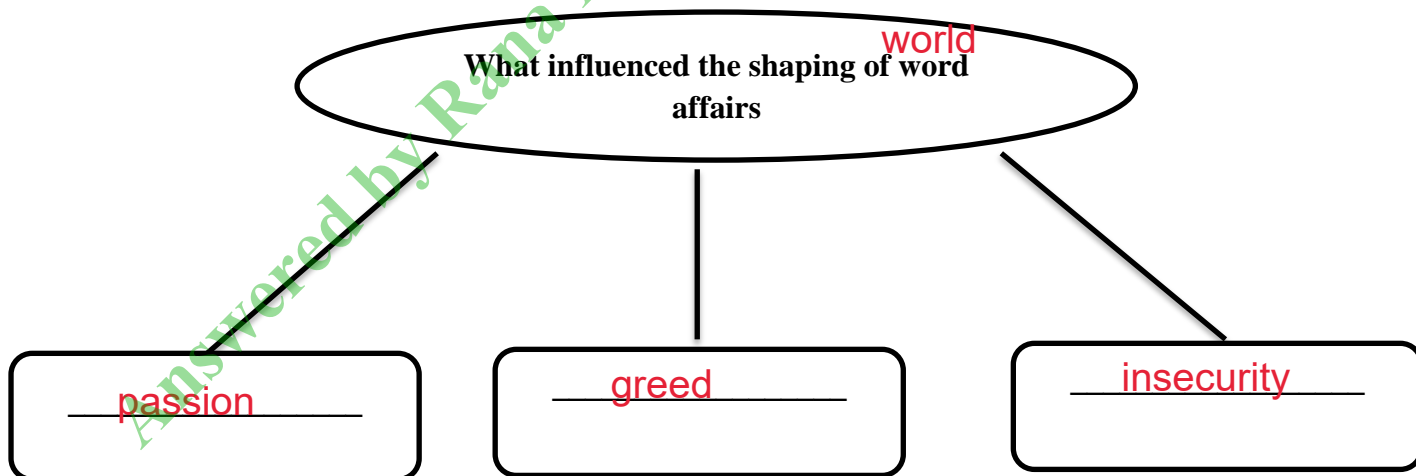 world
What influenced the shaping of word
affairs
passion
greed
insecurity
Answered by Rana